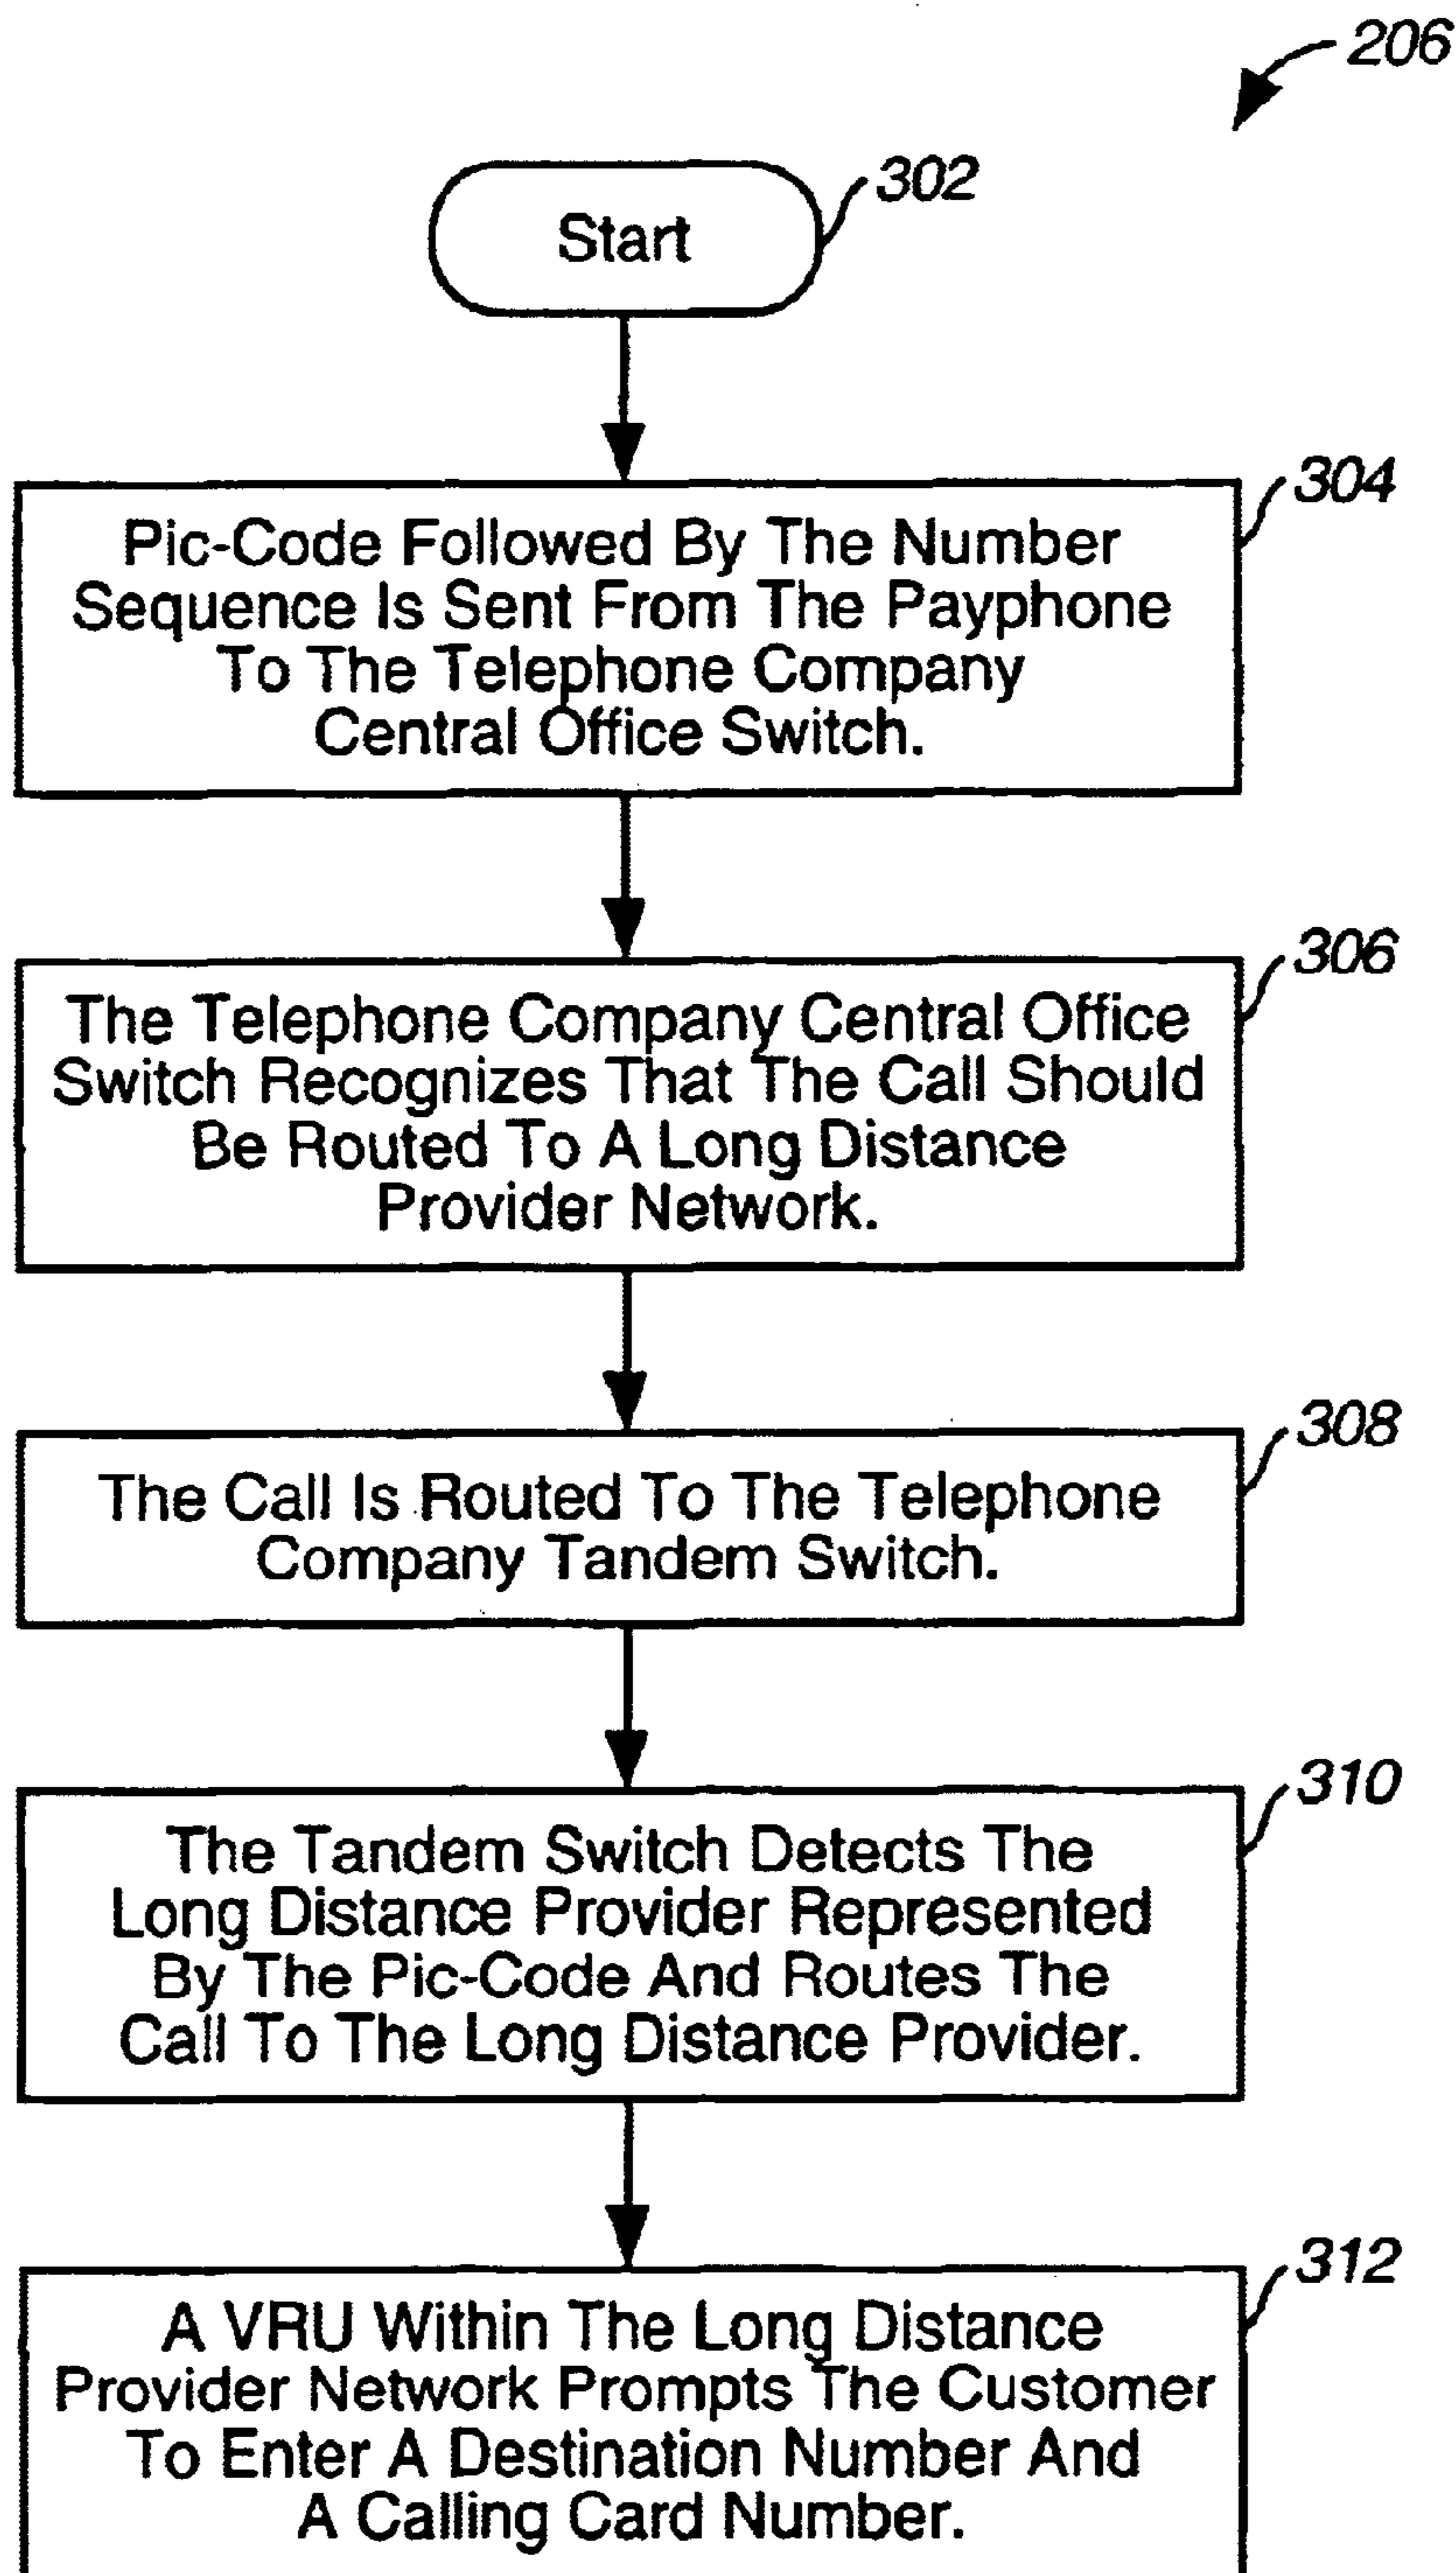 206
302
Start
304
Pic-Code Followed By The Number
Sequence Is Sent From The Payphone
To The Telephone Company
Central Office Switch.
306
The Telephone Company Central Office
Switch Recognizes That The Call Should
Be Routed To A Long Distance
Provider Network.
308
The Call Is Routed To The Telephone
Company Tandem Switch.
310
The Tandem Switch Detects The
Long Distance Provider Represented
By The Pic-Code And Routes The
Call To The Long Distance Provider.
312
A VRU Within The Long Distance
Provider Network Prompts The Customer
To Enter A Destination Number And
A Calling Card Number.